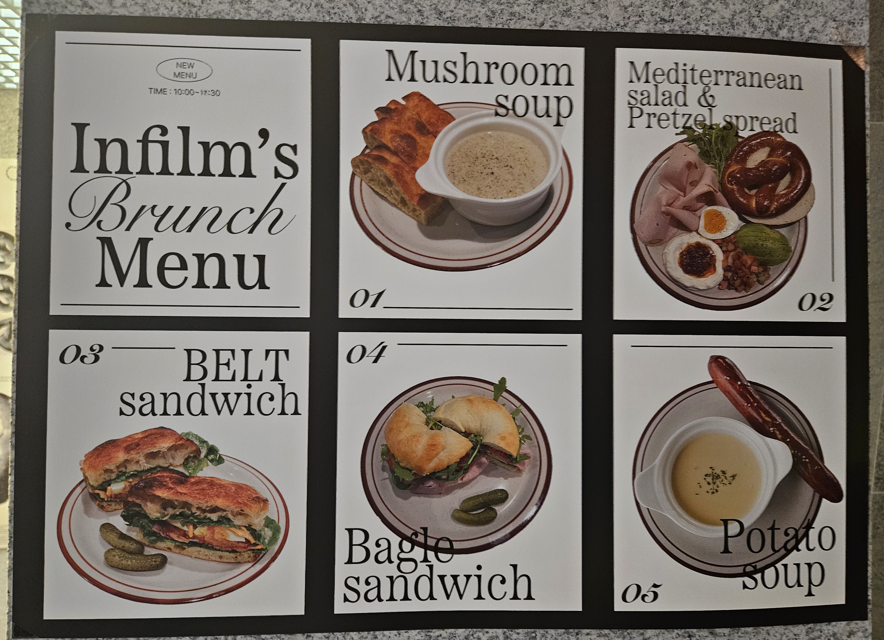 NEW
MENU
TIME : 10:00~19:30
Infilm's
Brunch
Menu
Mushroom
soup
01
Mediterranean
salad &
Pretzel spread
02
03
BELT
sandwich
04
Bagle
sandwich
Potato
soup
05